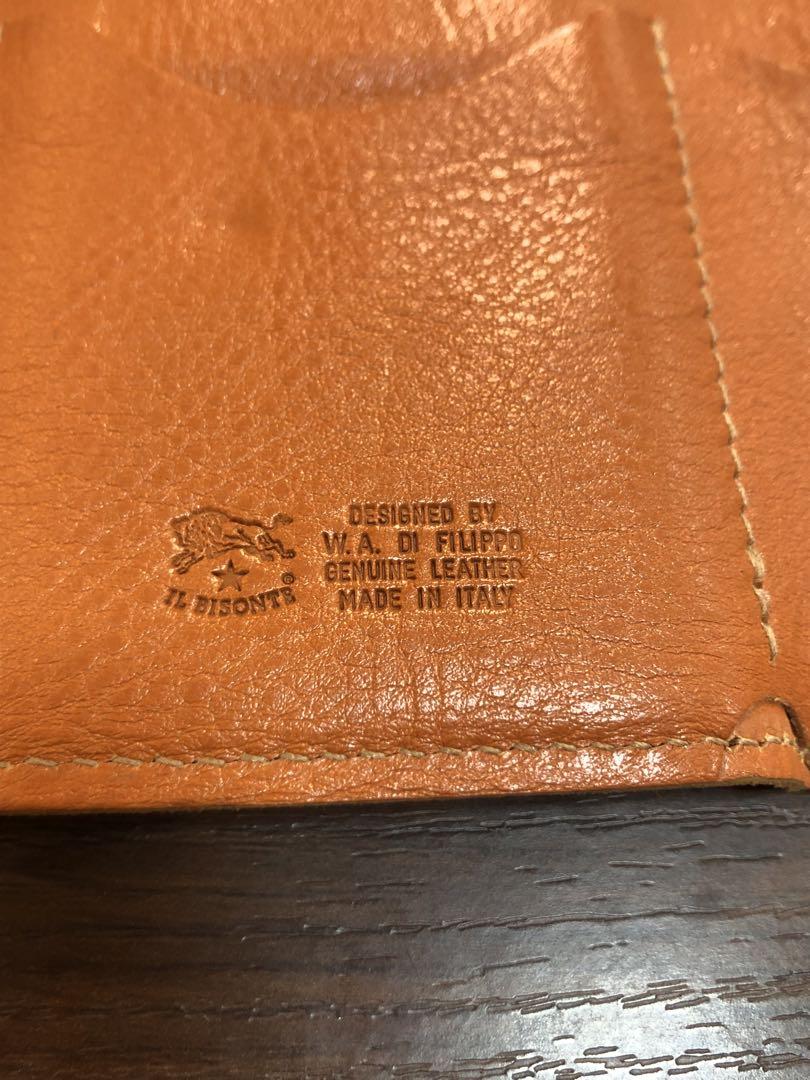 IL BISONTE®
DESIGNED BY
W.A. DI FILIPPO
GENUINE LEATHER
MADE IN ITALY